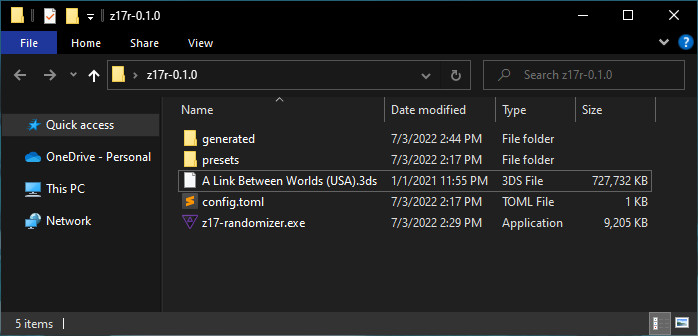 z17r-0.1.0
File Home Share View
z17r-0.1.0 Search z17r-0.1.0
Quick access
OneDrive - Personal
This PC
Network
Name Date modified Type Size
generated 7/3/2022 2:44 PM File folder
presets 7/3/2022 2:17 PM File folder
A Link Between Worlds (USA).3ds 1/1/2021 11:55 PM 3DS File 727,732 KB
config.toml 7/3/2022 2:17 PM TOML File 1 KB
z17-randomizer.exe 7/3/2022 2:29 PM Application 9,205 KB
5 items